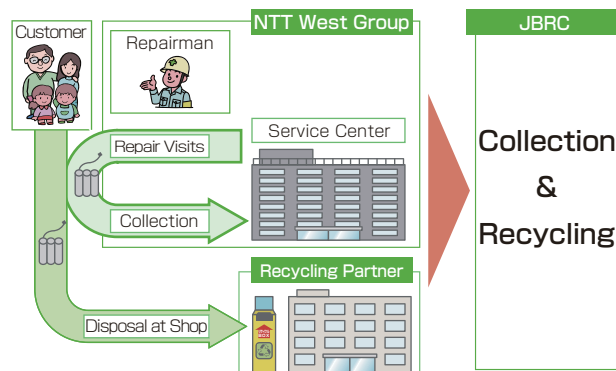 Customer
NTT West Group
Repairman
Repair Visits
Service Center
Collection
Recycling Partner
Disposal at Shop
JBRC
Collection
&
Recycling